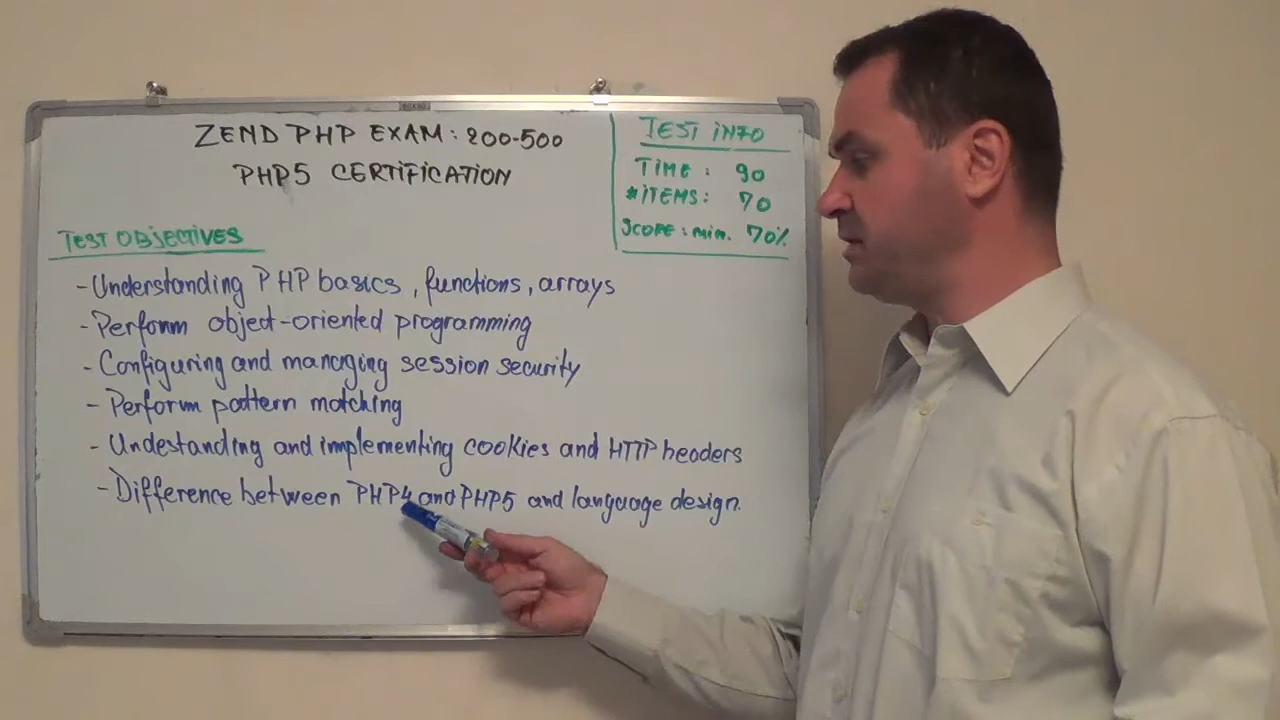 ZEND PHP EXAM: 200-500
PHP5 CERTIFICATION
TEST INFO
TIME: 90
#ITEMS: 70
SCOPE: min. 70%
TEST OBJECTIVES
- Understanding PHP basics, functions, arrays
- Perform object-oriented programming
- Configuring and managing session security
- Perform pattern matching
- Undestanding and implementing cookies and HTTP headers
- Difference between PHP4 and PHP5 and language design.